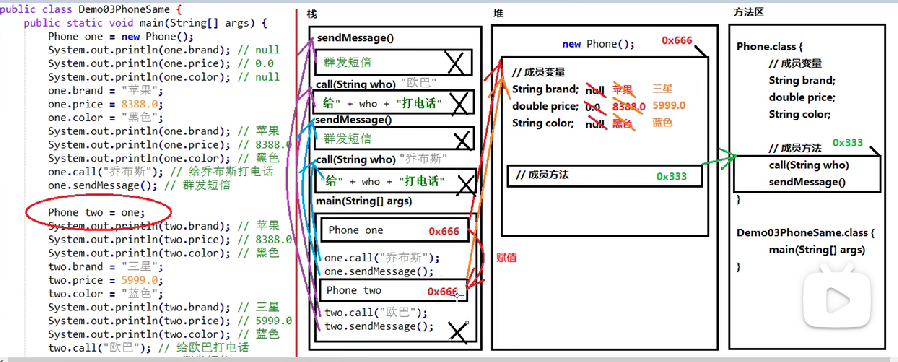 public class Demo03PhoneSame {
public static void main(String[] args) {
Phone one = new Phone();
System.out.println(one.brand); // null
System.out.println(one.price); // 0.0
System.out.println(one.color); // null
one.brand = "苹果";
one.price = 8388.0;
one.color = "黑色";
System.out.println(one.brand); // 苹果
System.out.println(one.price); // 8388.0
System.out.println(one.color); // 黑色
one.call("乔布斯"); // 给乔布斯打电话
one.sendMessage(); // 群发短信
Phone two = one;
System.out.println(two.brand); // 苹果
System.out.println(two.price); // 8388.0
System.out.println(two.color); // 黑色
two.brand = "三星";
two.price = 5999.0;
two.color = "蓝色";
System.out.println(two.brand); // 三星
System.out.println(two.price); // 5999.0
System.out.println(two.color); // 蓝色
two.call("欧巴"); // 给欧巴打电话
栈
sendMessage()
群发短信
call(String who) "欧巴"
给" + who + "打电话
sendMessage()
群发短信
call(String who) "乔布斯"
给" + who + "打电话
main(String[] args)
Phone one 0x666
one.call("乔布斯");
one.sendMessage();
Phone two 0x666
two.call("欧巴");
two.sendMessage();
赋值
堆
new Phone(); 0x666
// 成员变量
String brand; null 苹果 三星
double price; 0.0 8388.0 5999.0
String color; null 黑色 蓝色
// 成员方法 0x333
方法区
Phone.class {
// 成员变量
String brand;
double price;
String color;
// 成员方法 0x333
call(String who)
sendMessage()
}
Demo03PhoneSame.class {
main(String[] args)
}